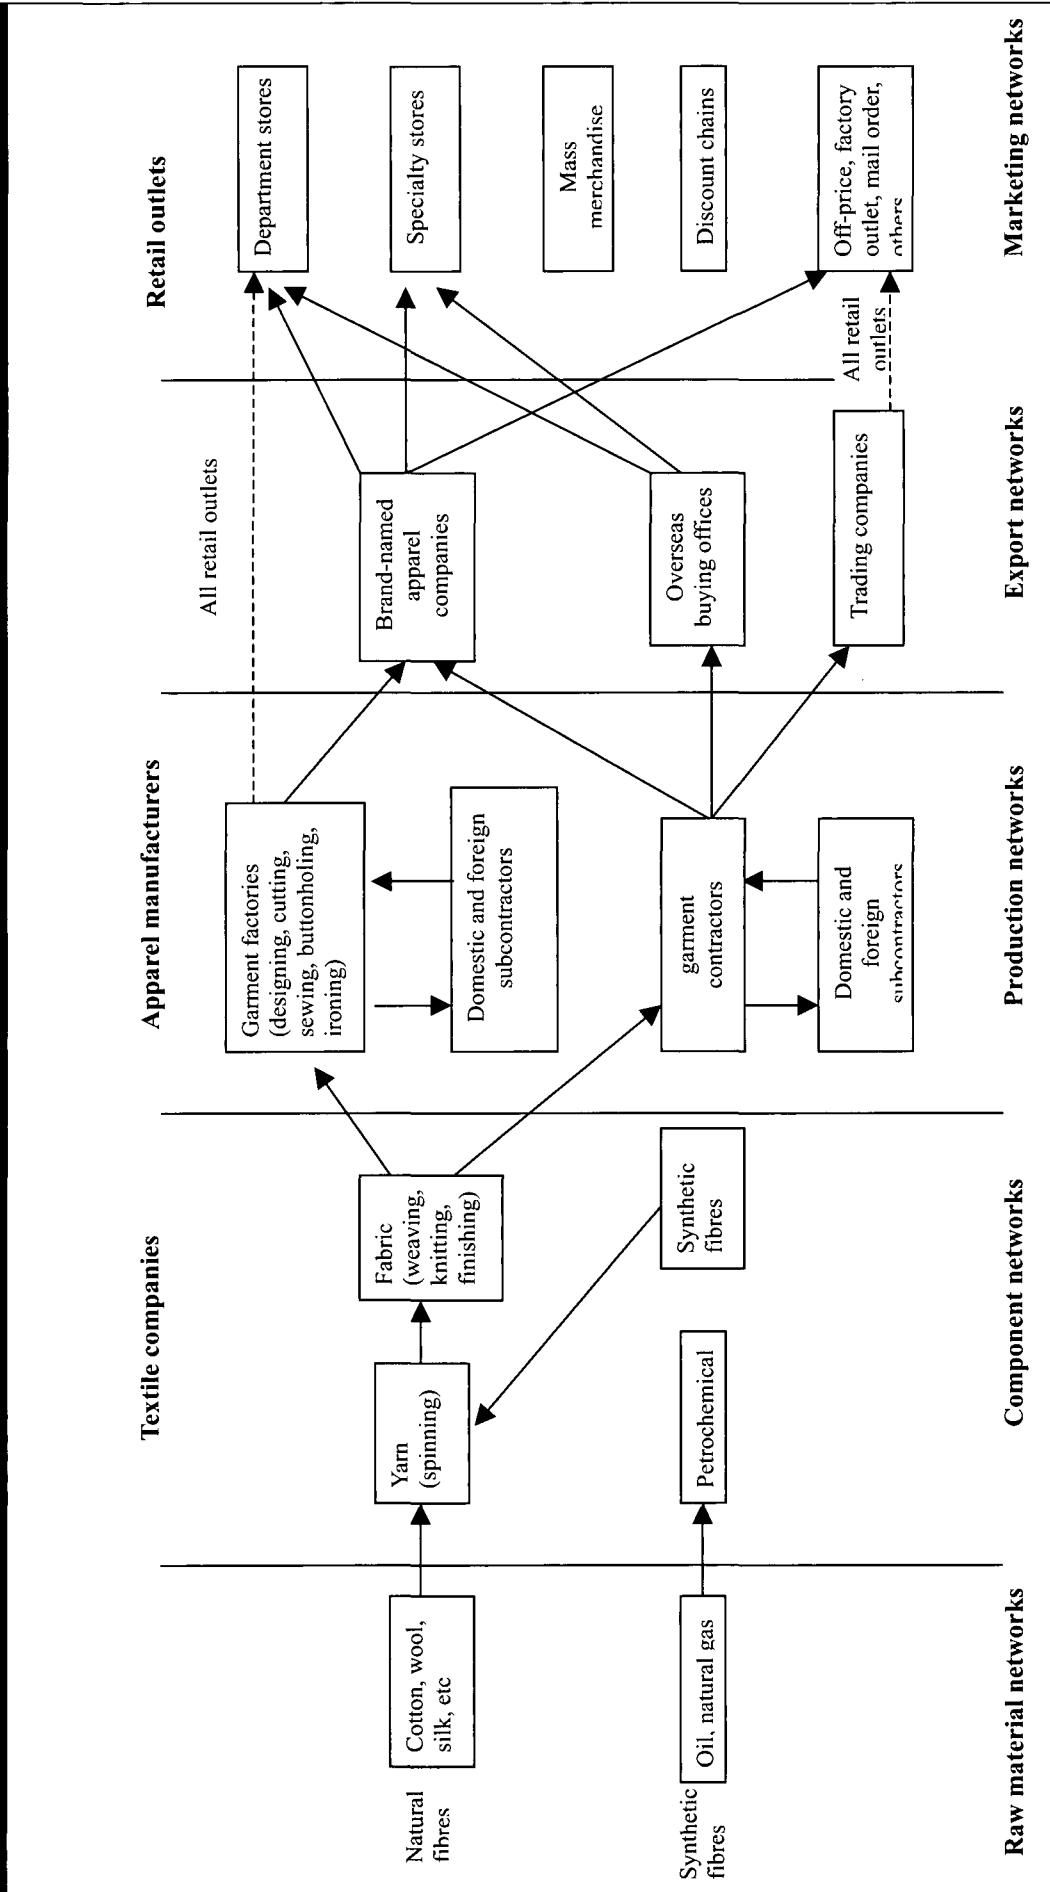 Textile companies
Apparel manufacturers
Retail outlets
Natural
fibres
Cotton, wool,
silk, etc
Yarn
(spinning)
Fabric
(weaving,
knitting,
finishing)
Synthetic
fibres
Oil, natural gas
Petrochemical
Synthetic
fibres
Garment factories
(designing, cutting,
sewing, buttonholing,
ironing)
Domestic and foreign
subcontractors
garment
contractors
Domestic and
foreign
subcontractors
All retail outlets
Brand-named
apparel
companies
Overseas
buying offices
Trading companies
All retail
outlets
Department stores
Specialty stores
Mass
merchandise
Discount chains
Off-price, factory
outlet, mail order,
others
Raw material networks
Component networks
Production networks
Export networks
Marketing networks